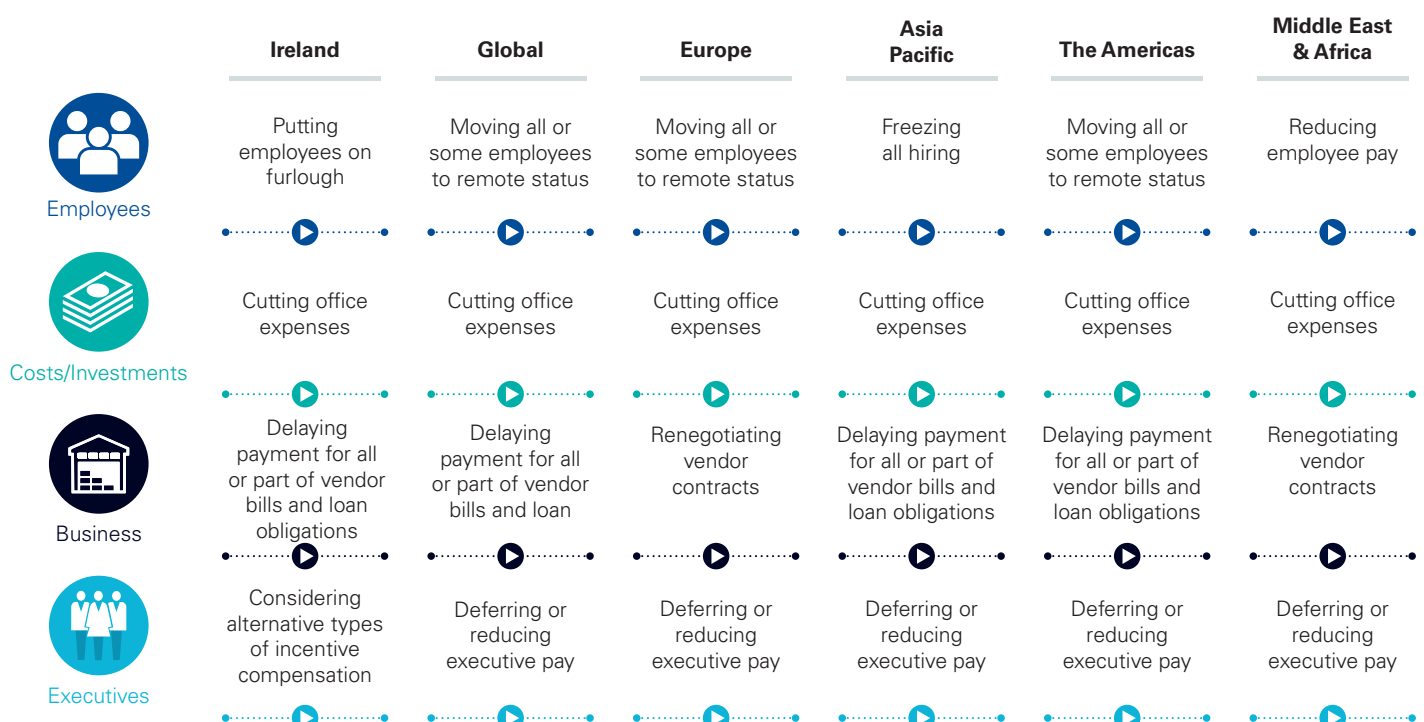 Ireland
Global
Europe
Asia
Pacific
The Americas
Middle East
& Africa
Employees
Putting
employees on
furlough
Moving all or
some employees
to remote status
Moving all or
some employees
to remote status
Freezing
all hiring
Moving all or
some employees
to remote status
Reducing
employee pay
Costs/Investments
Cutting office
expenses
Cutting office
expenses
Cutting office
expenses
Cutting office
expenses
Cutting office
expenses
Cutting office
expenses
Business
Delaying
payment for all
or part of vendor
bills and loan
obligations
Delaying
payment for all
or part of vendor
bills and loan
Renegotiating
vendor
contracts
Delaying payment
for all or part of
vendor bills and
loan obligations
Delaying payment
for all or part of
vendor bills and
loan obligations
Renegotiating
vendor
contracts
Executives
Considering
alternative types
of incentive
compensation
Deferring or
reducing
executive pay
Deferring or
reducing
executive pay
Deferring or
reducing
executive pay
Deferring or
reducing
executive pay
Deferring or
reducing
executive pay